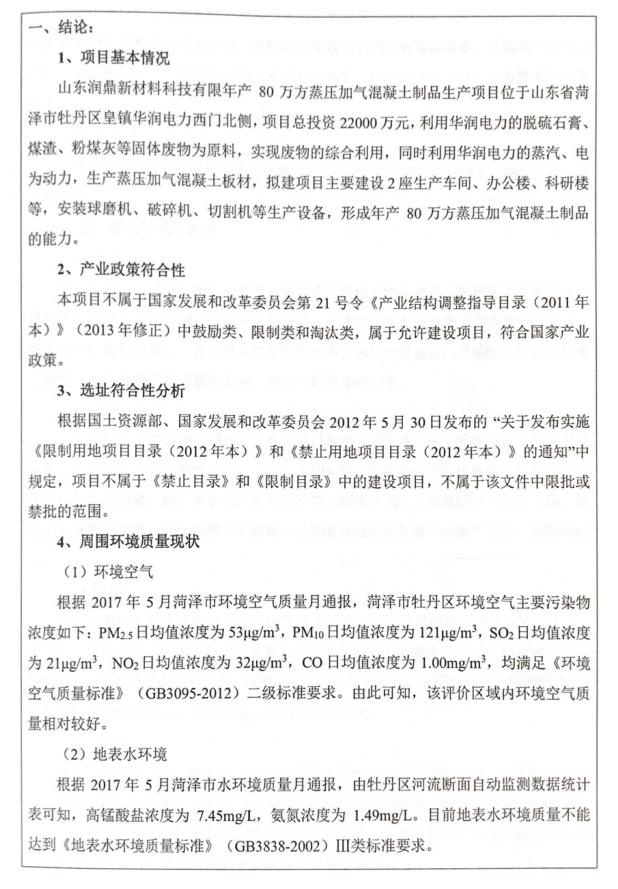 一、结论:
1、项目基本情况
山东润鼎新材料科技有限年产 80 万方蒸压加气混凝土制品生产项目位于山东省菏
泽市牡丹区皇镇华润电力西门北侧，项目总投资 22000 万元，利用华润电力的脱硫石膏、
煤渣、粉煤灰等固体废物为原料，实现废物的综合利用，同时利用华润电力的蒸汽、电
为动力，生产蒸压加气混凝土板材，拟建项目主要建设 2 座生产车间、办公楼、科研楼
等，安装球磨机、破碎机、切割机等生产设备，形成年产 80 万方蒸压加气混凝土制品
的能力。
2、产业政策符合性
本项目不属于国家发展和改革委员会第 21 号令《产业结构调整指导目录（2011 年
本）》（2013 年修正）中鼓励类、限制类和淘汰类，属于允许建设项目，符合国家产业
政策。
3、选址符合性分析
根据国土资源部、国家发展和改革委员会 2012 年 5 月 30 日发布的 “关于发布实施
《限制用地项目目录（2012 年本）》和《禁止用地项目目录（2012 年本）》的通知”中
规定，项目不属于《禁止目录》和《限制目录》中的建设项目，不属于该文件中限批或
禁批的范围。
4、周围环境质量现状
（1）环境空气
根据 2017 年 5 月菏泽市环境空气质量月通报，菏泽市牡丹区环境空气主要污染物
浓度如下：PM2.5 日均值浓度为 53μg/m³，PM10 日均值浓度为 121μg/m³，SO2 日均值浓度
为 21μg/m³，NO2 日均值浓度为 32μg/m³，CO 日均值浓度为 1.00mg/m³，均满足《环境
空气质量标准》（GB3095-2012）二级标准要求。由此可知，该评价区域内环境空气质
量相对较好。
（2）地表水环境
根据 2017 年 5 月菏泽市水环境质量月通报，由牡丹区河流断面自动监测数据统计
表可知，高锰酸盐浓度为 7.45mg/L，氨氮浓度为 1.49mg/L。目前地表水环境质量不能
达到《地表水环境质量标准》（GB3838-2002）III类标准要求。